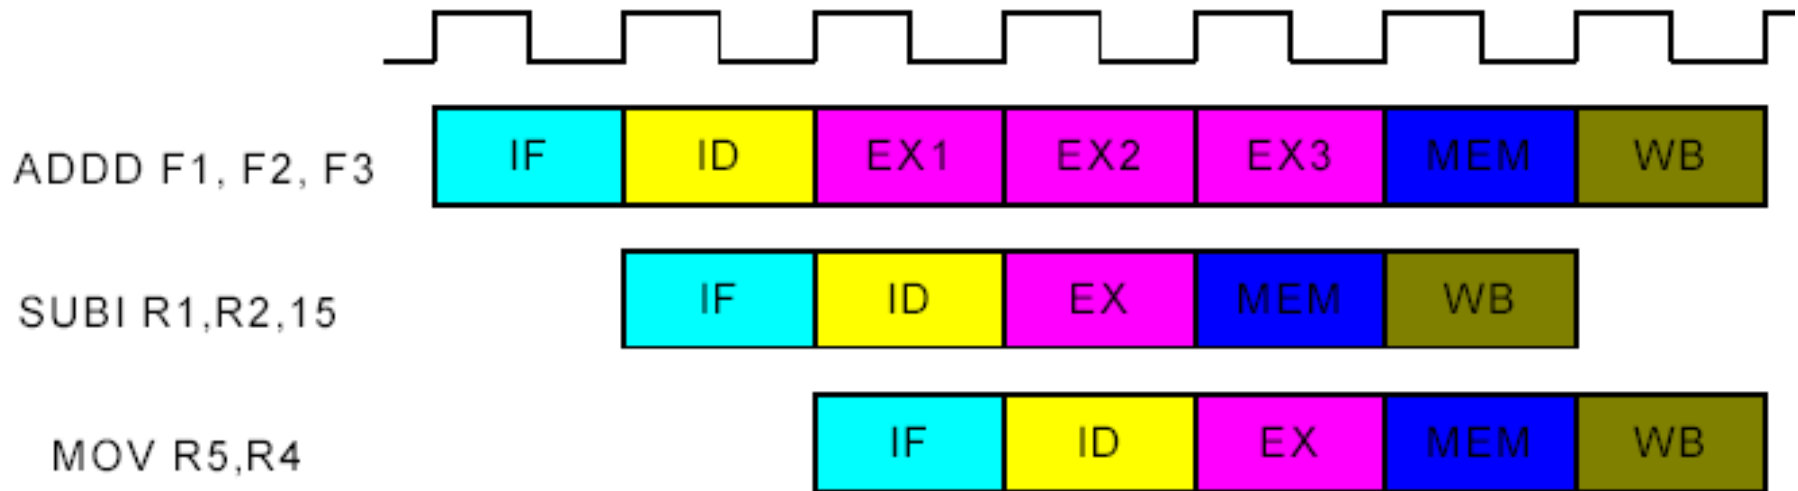 ADDD F1, F2, F3 IF ID EX1 EX2 EX3 MEM WB
SUBI R1,R2,15 IF ID EX MEM WB
MOV R5,R4 IF ID EX MEM WB